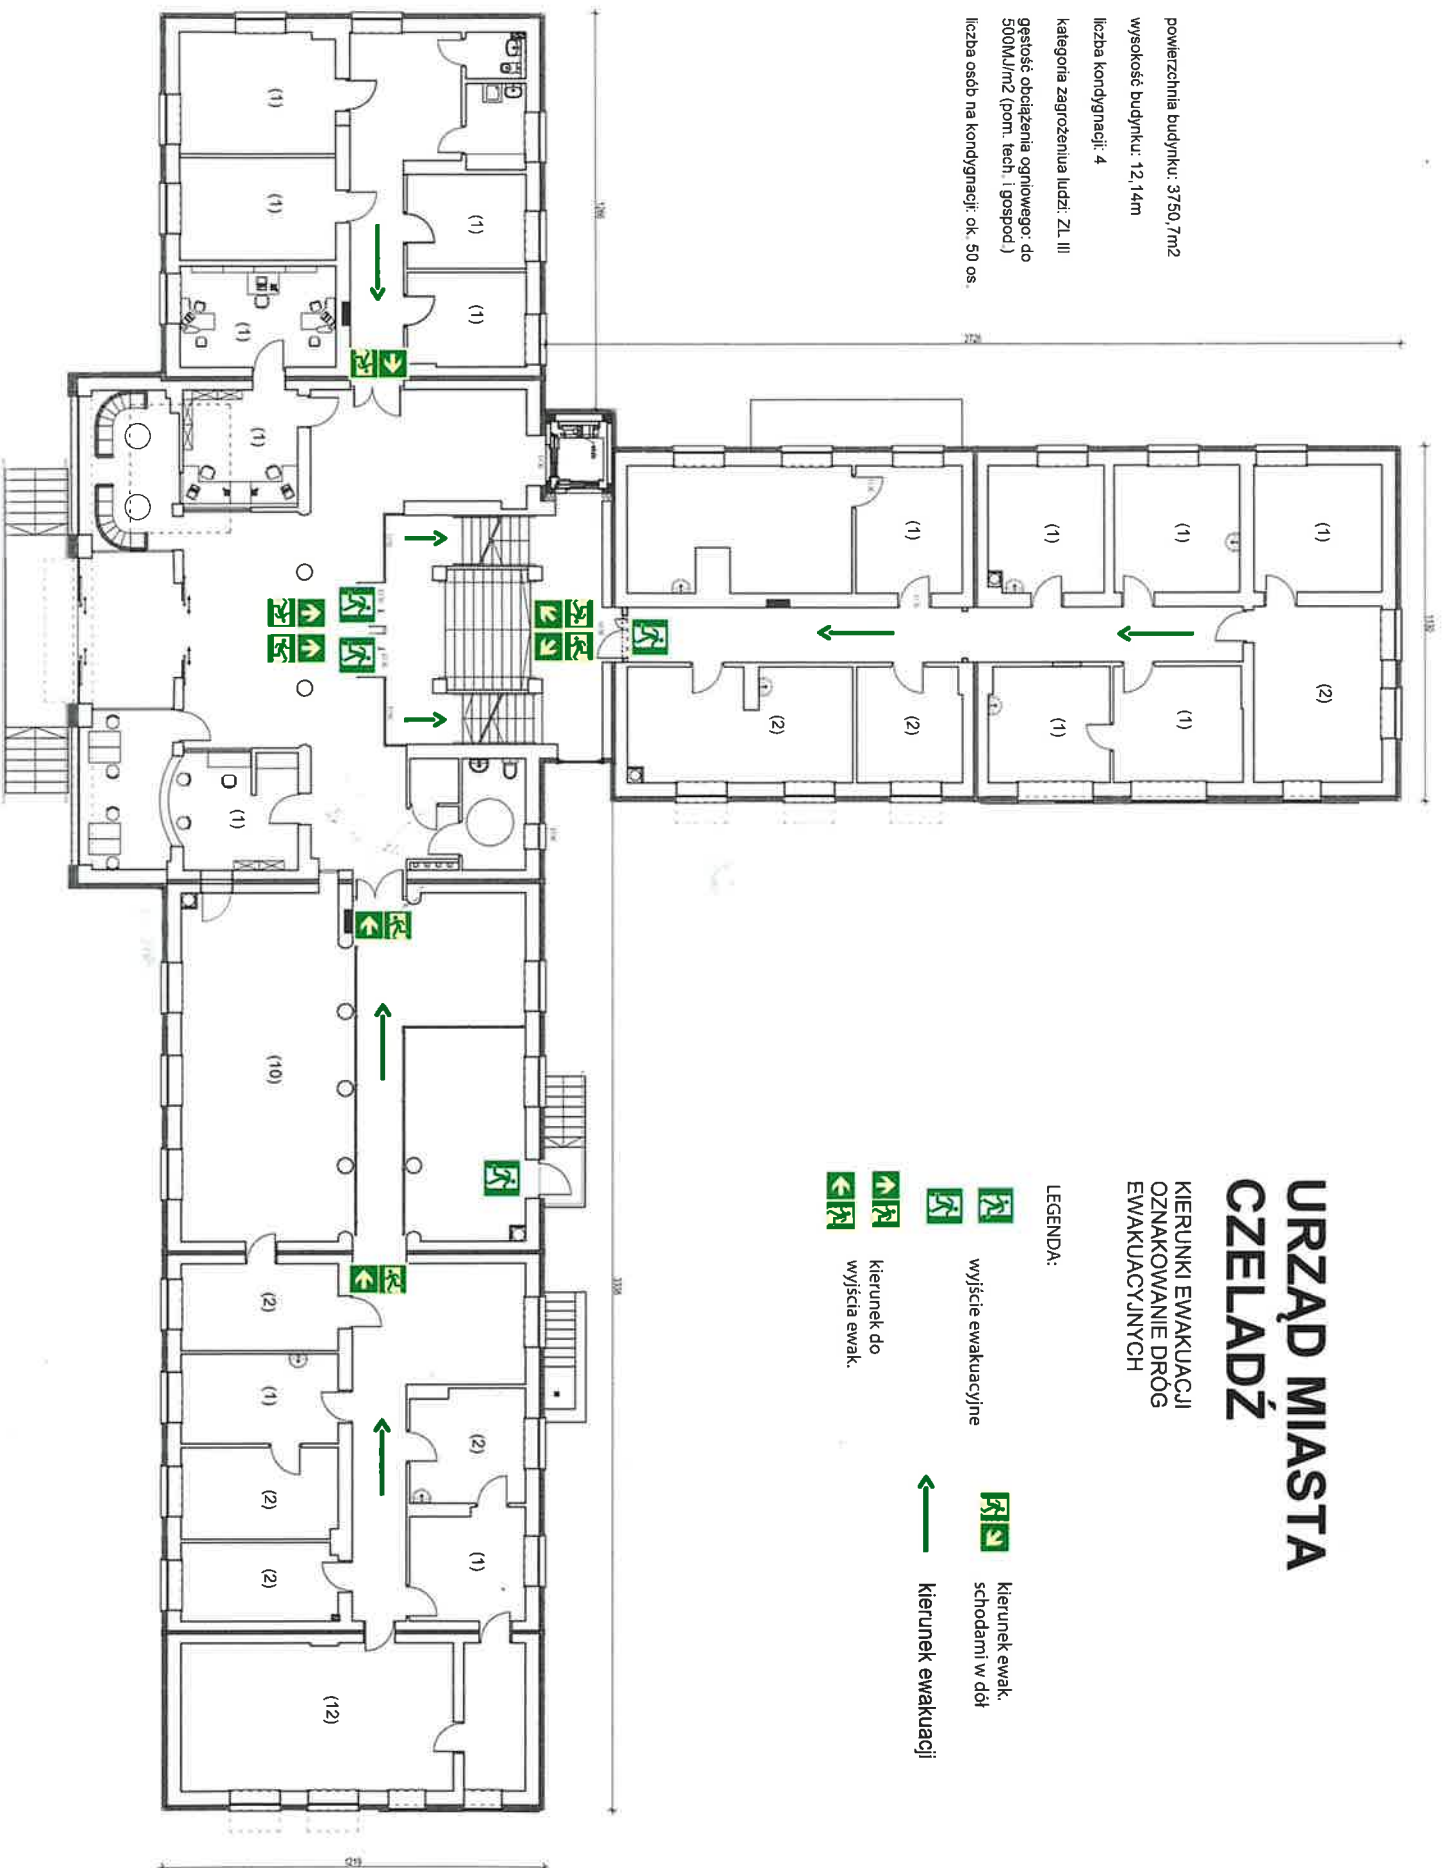 URZĄD MIASTA
CZELADŹ
KIERUNKI EWAKUACJI
OZNAKOWANIE DRÓG
EWAKUACYJNYCH
LEGENDA:
wyjście ewakuacyjne
kierunek do
wyjścia ewak.
kierunek ewak.
schodami w dół
kierunek ewakuacji
powierzchnia budynku: 3750,7m2
wysokość budynku: 12,14m
liczba kondygnacji: 4
kategoria zagrożeniua ludzi: ZL III
gęstość obciążenia ogniowego: do
500MJ/m2 (pom. tech. i gospod.)
liczba osób na kondygnacji: ok. 50 os.
(1)
(1)
(1)
(1)
(1)
(1)
(1)
(1)
(1)
(1)
(1)
(2)
(1)
(1)
(2)
(2)
(1)
(10)
(2)
(1)
(2)
(2)
(2)
(1)
(12)
1219